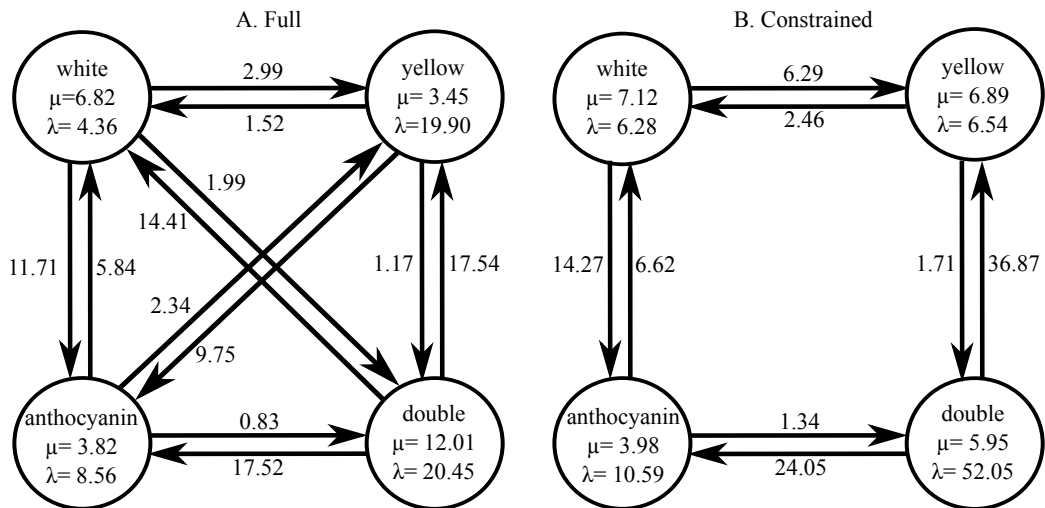 A. Full
white
μ=6.82
λ= 4.36
2.99
1.52
yellow
μ= 3.45
λ=19.90
1.99
14.41
11.71
5.84
1.17
17.54
2.34
9.75
anthocyanin
μ= 3.82
λ= 8.56
0.83
17.52
double
μ= 12.01
λ= 20.45
B. Constrained
white
μ= 7.12
λ= 6.28
6.29
2.46
yellow
μ= 6.89
λ= 6.54
14.27
6.62
1.71
36.87
anthocyanin
μ= 3.98
λ= 10.59
1.34
24.05
double
μ= 5.95
λ= 52.05